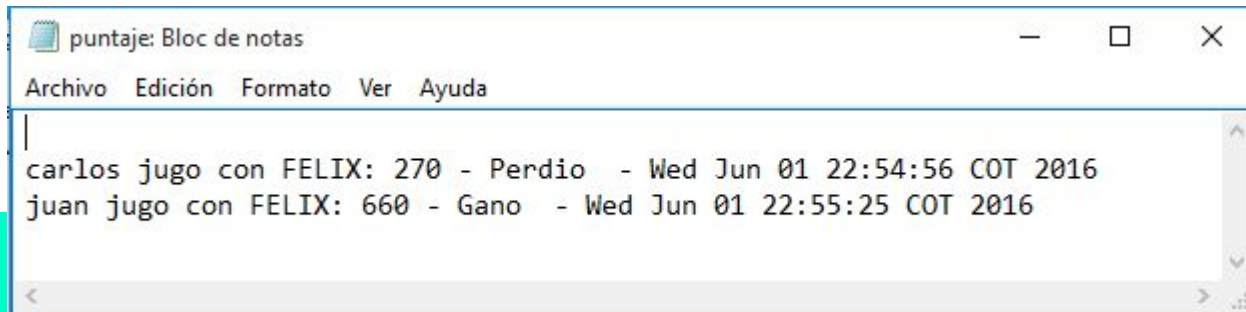 puntaje: Bloc de notas
Archivo Edición Formato Ver Ayuda
carlos jugo con FELIX: 270 - Perdio  - Wed Jun 01 22:54:56 COT 2016
juan jugo con FELIX: 660 - Gano  - Wed Jun 01 22:55:25 COT 2016